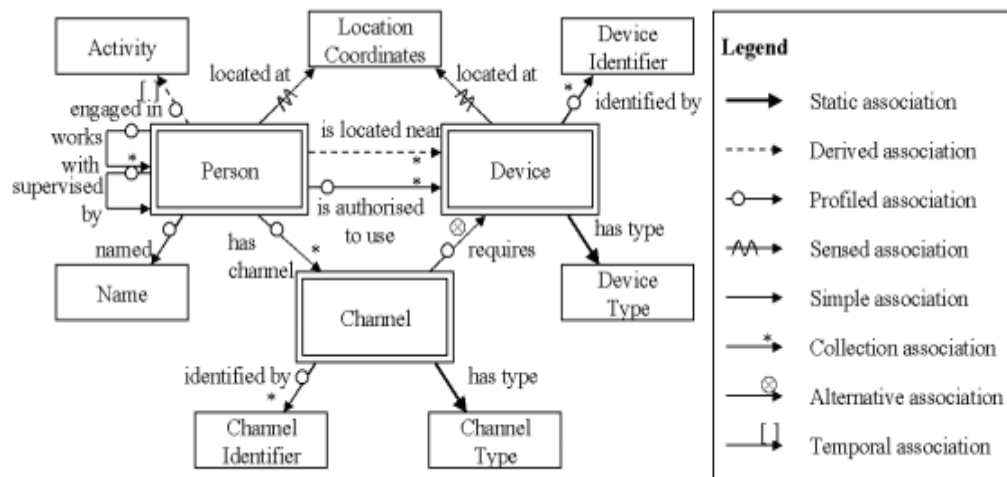 Activity
Location
Coordinates
Device
Identifier
located at
located at
[ ]
engaged in
*
identified by
works
with
*
supervised
by
Person
is located near
*
*
is authorised
to use
Device
named
has
channel
*
requires
has type
Name
Channel
Device
Type
identified by
*
has type
Channel
Identifier
Channel
Type
Legend
Static association
Derived association
Profiled association
Sensed association
Simple association
* Collection association
Alternative association
[ ] Temporal association